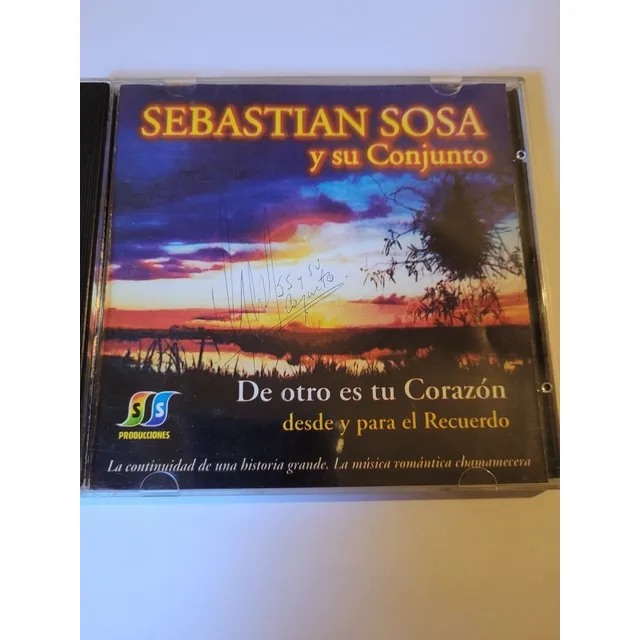 SEBASTIAN SOSA
y su Conjunto
De otro es tu Corazón
desde y para el Recuerdo
S S
PRODUCCIONES
La continuidad de una historia grande. La música romántica chamamecera